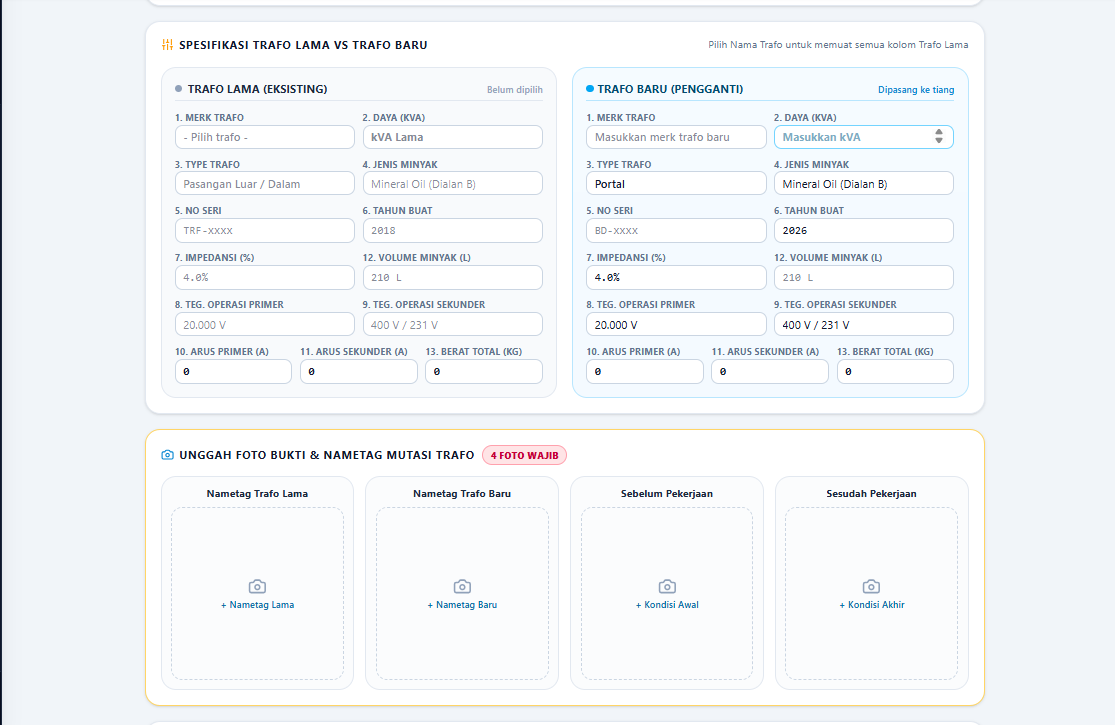 SPESIFIKASI TRAFO LAMA VS TRAFO BARU
Pilih Nama Trafo untuk memuat semua kolom Trafo Lama
TRAFO LAMA (EKSISTING)
Belum dipilih
1. MERK TRAFO
2. DAYA (KVA)
- Pilih trafo -
kVA Lama
3. TYPE TRAFO
4. JENIS MINYAK
Pasangan Luar / Dalam
Mineral Oil (Dialan B)
5. NO SERI
6. TAHUN BUAT
TRF-xxxx
2018
7. IMPEDANSI (%)
12. VOLUME MINYAK (L)
4.0%
210 L
8. TEG. OPERASI PRIMER
9. TEG. OPERASI SEKUNDER
20.000 V
400 V / 231 V
10. ARUS PRIMER (A)
11. ARUS SEKUNDER (A)
13. BERAT TOTAL (KG)
0
0
0
TRAFO BARU (PENGGANTI)
Dipasang ke tiang
1. MERK TRAFO
2. DAYA (KVA)
Masukkan merk trafo baru
Masukkan kVA
3. TYPE TRAFO
4. JENIS MINYAK
Portal
Mineral Oil (Dialan B)
5. NO SERI
6. TAHUN BUAT
BD-xxxx
2026
7. IMPEDANSI (%)
12. VOLUME MINYAK (L)
4.0%
210 L
8. TEG. OPERASI PRIMER
9. TEG. OPERASI SEKUNDER
20.000 V
400 V / 231 V
10. ARUS PRIMER (A)
11. ARUS SEKUNDER (A)
13. BERAT TOTAL (KG)
0
0
0
UNGGAH FOTO BUKTI & NAMETAG MUTASI TRAFO
4 FOTO WAJIB
Nametag Trafo Lama
+ Nametag Lama
Nametag Trafo Baru
+ Nametag Baru
Sebelum Pekerjaan
+ Kondisi Awal
Sesudah Pekerjaan
+ Kondisi Akhir